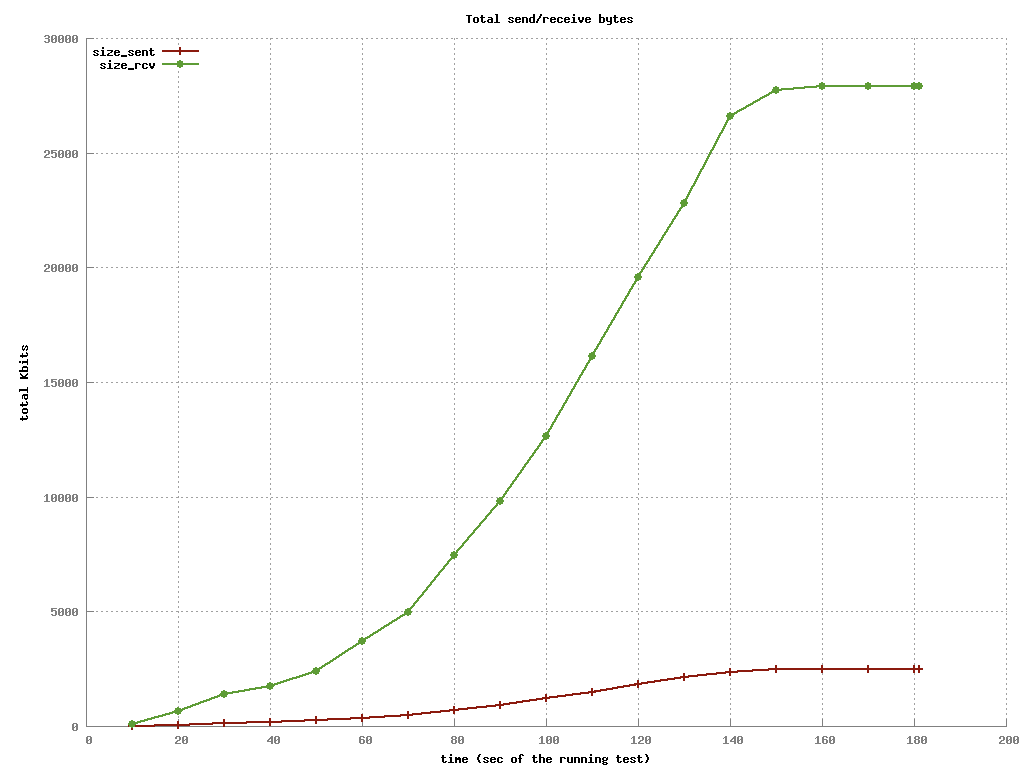 Total send/receive bytes
30000
size_sent
size_rcv
25000
20000
15000
total Kbits
10000
5000
0
0 20 40 60 80 100 120 140 160 180 200
time (sec of the running test)